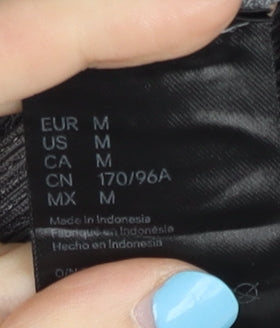 EUR M
US M
CA M
CN 170/96A
MX M
Made in Indonesia
Fabriqué en Indonésie
Hecho en Indonesia